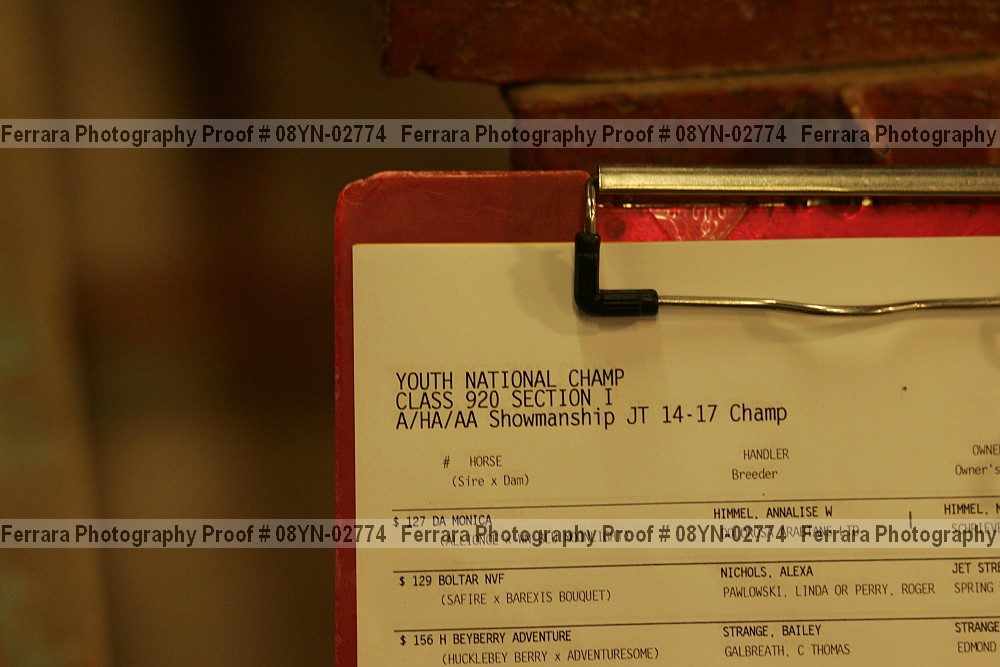 Ferrara Photography Proof # 08YN-02774 Ferrara Photography Proof # 08YN-02774 Ferrara Photography
YOUTH NATIONAL CHAMP
CLASS 920 SECTION I
A/HA/AA Showmanship JT 14-17 Champ
# HORSE HANDLER OWNE
(Sire x Dam) Breeder Owner's
$ 127 DA MONICA HIMMEL, ANNALISE W HIMMEL,
Ferrara Photography Proof # 08YN-02774 Ferrara Photography Proof # 08YN-02774 Ferrara Photography
$ 129 BOLTAR NVF NICHOLS, ALEXA JET STRE
(SAFIRE x BAREXIS BOUQUET) PAWLOWSKI, LINDA OR PERRY, ROGER SPRING
$ 156 H BEYBERRY ADVENTURE STRANGE, BAILEY STRANGE
(HUCKLEBEY BERRY x ADVENTURESOME) GALBREATH, C THOMAS EDMOND